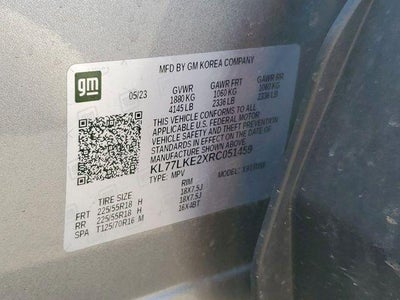 gm
MFD BY GM KOREA COMPANY
05/23 GVWR GAWR FRT GAWR RR
1880 KG 1060 KG 1060 KG
4145 LB 2336 LB 2336 LB
THIS VEHICLE CONFORMS TO ALL
APPLICABLE U.S. FEDERAL MOTOR
VEHICLE SAFETY AND THEFT PREVENTION
STANDARDS IN EFFECT ON THE DATE OF
MANUFACTURE SHOWN ABOVE.
KL77LKE2XRC051459
TYPE: MPV
TIRE SIZE RIM
FRT 225/55R18 H 18X7.5J
RR 225/55R18 H 18X7.5J
SPA T125/70R16 M 16X4BT